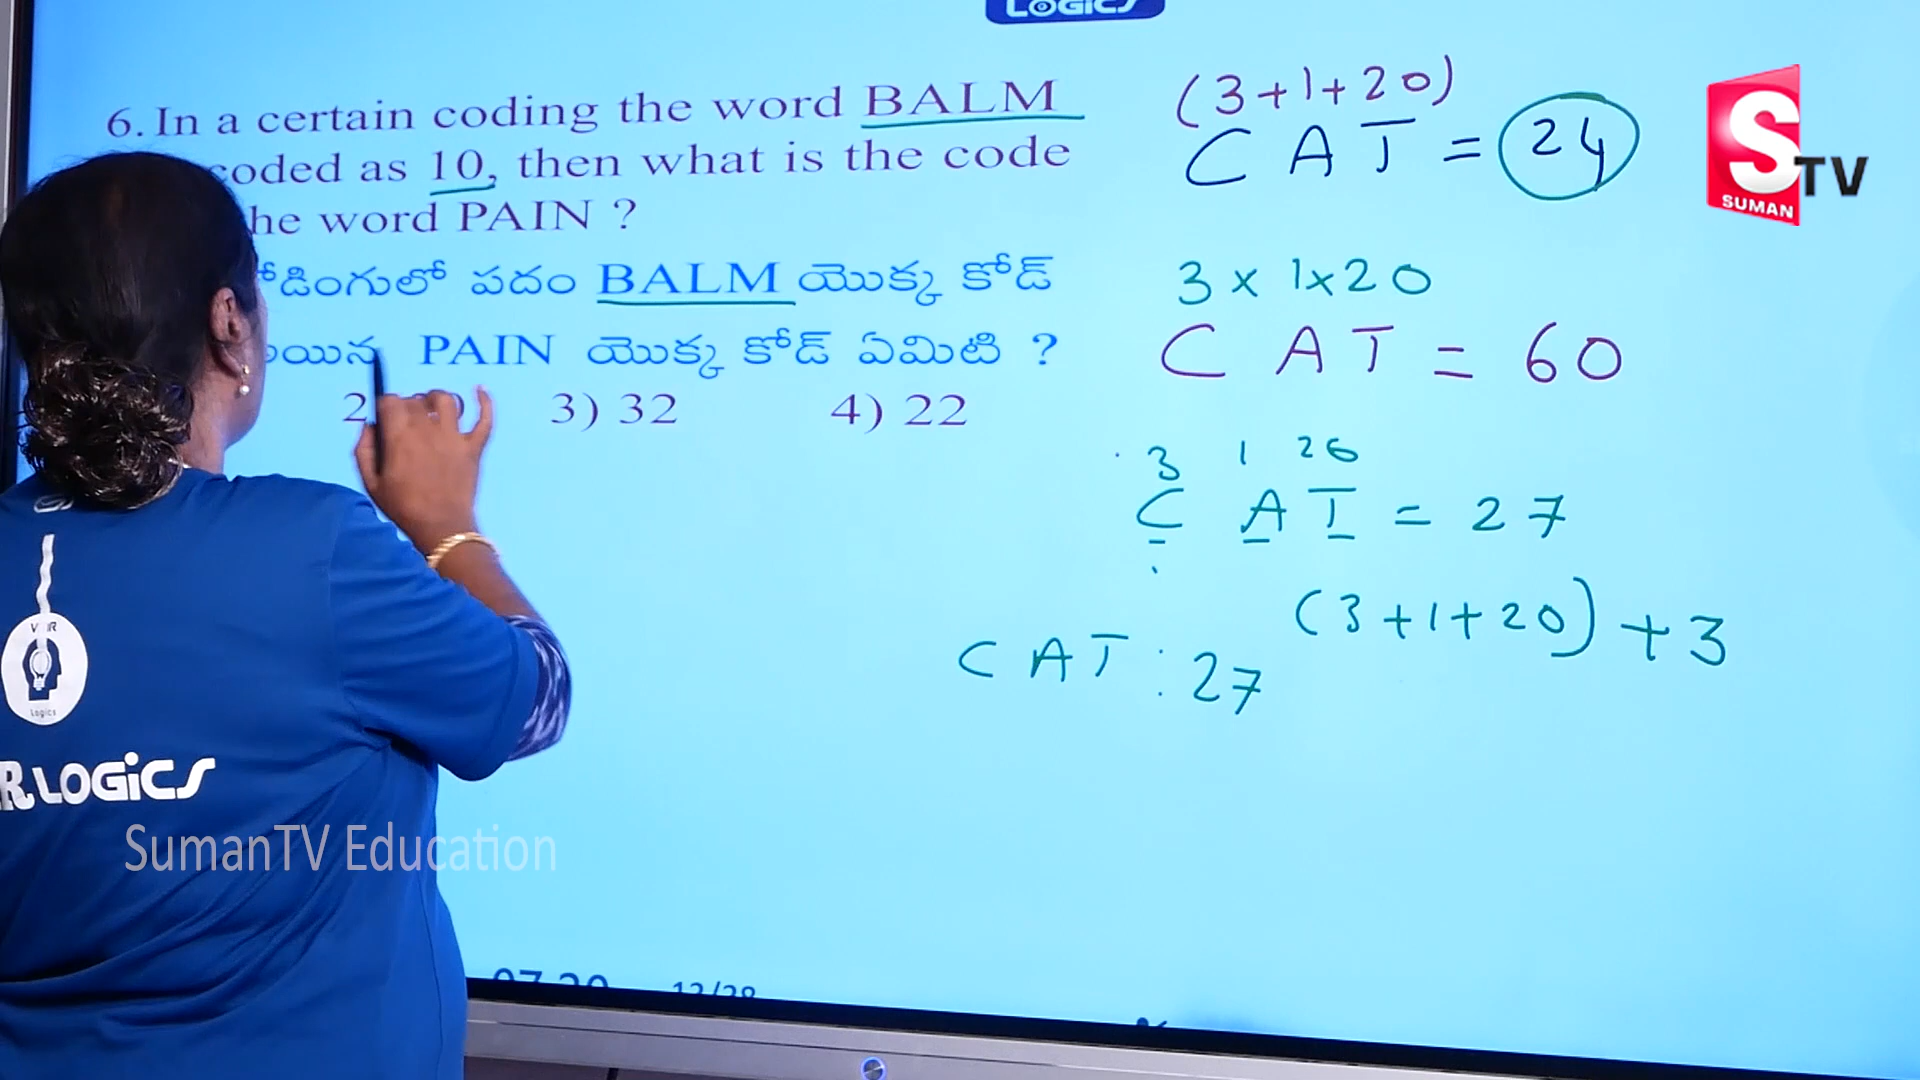 LOGICS
6. In a certain coding the word BALM
coded as 10, then what is the code
he word PAIN ?
కోడింగులో పదం BALM యొక్క కోడ్
అయిన PAIN యొక్క కోడ్ ఏమిటి ?
3) 32 4) 22
(3+1+20)
CAT = 24
3 x 1x20
CAT = 60
3 1 26
CAT = 27
(3+1+20) +3
CAT : 27
S TV
SUMAN
Logics
R LOGICS
SumanTV Education